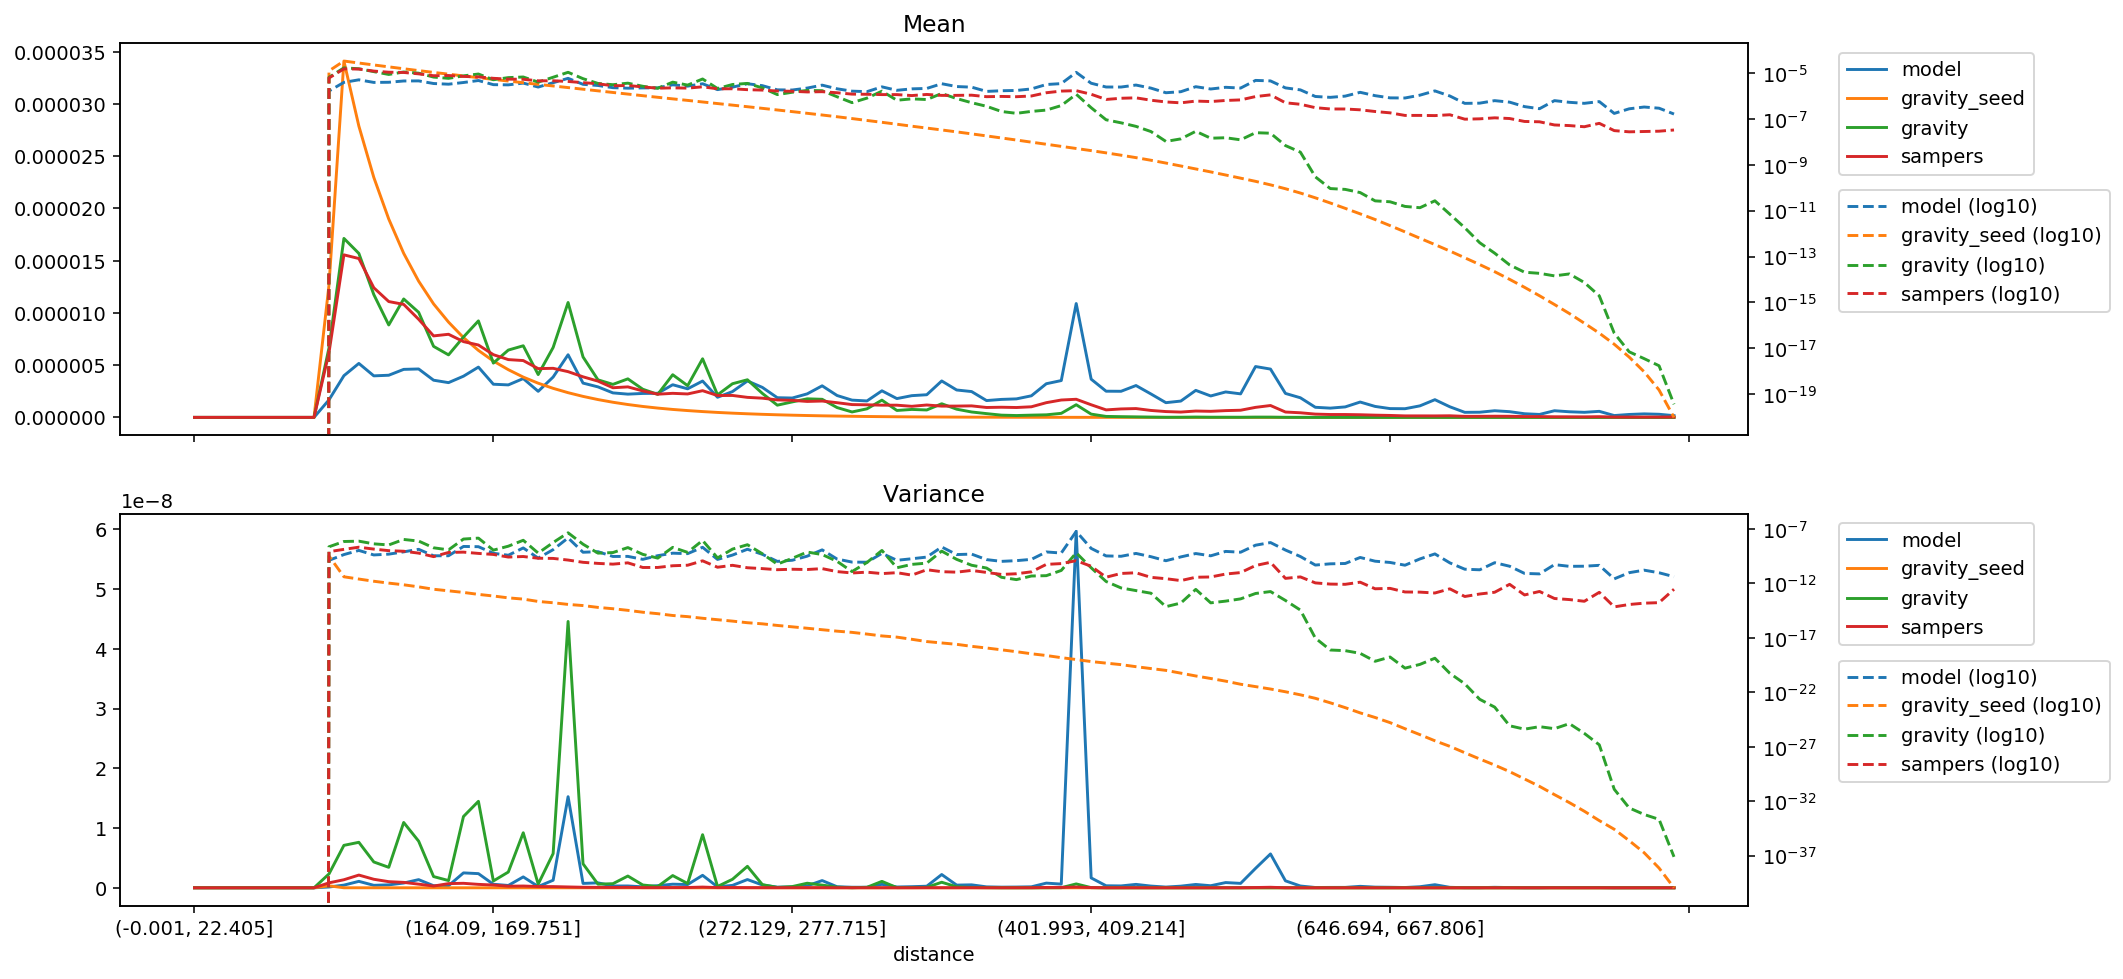 Mean
0.000035
0.000030
0.000025
0.000020
0.000015
0.000010
0.000005
0.000000
10−5
10−7
10−9
10−11
10−13
10−15
10−17
10−19
model
gravity_seed
gravity
sampers
model (log10)
gravity_seed (log10)
gravity (log10)
sampers (log10)
Variance
1e−8
6
5
4
3
2
1
0
10−7
10−12
10−17
10−22
10−27
10−32
10−37
model
gravity_seed
gravity
sampers
model (log10)
gravity_seed (log10)
gravity (log10)
sampers (log10)
(-0.001, 22.405] (164.09, 169.751] (272.129, 277.715] (401.993, 409.214] (646.694, 667.806]
distance